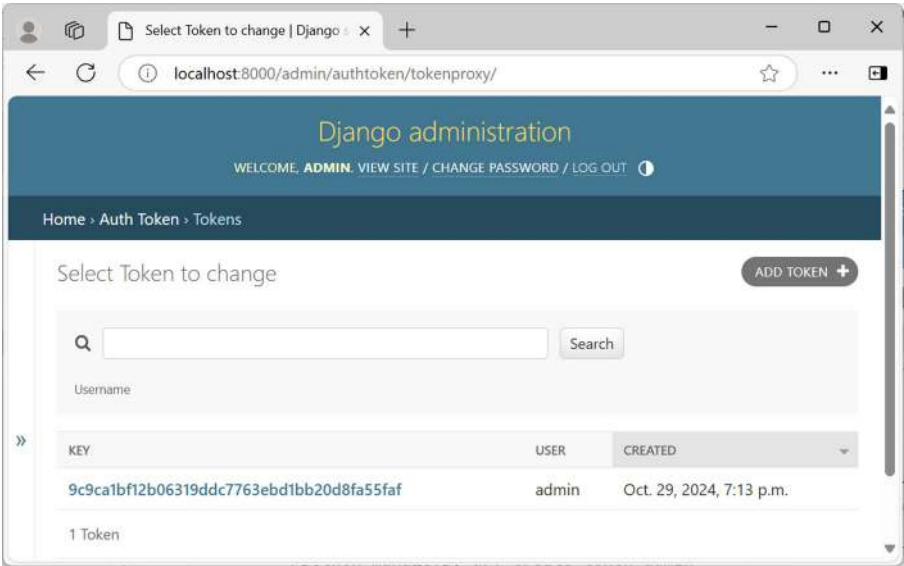 Select Token to change | Django s
localhost:8000/admin/authtoken/tokenproxy/
Django administration
WELCOME, ADMIN. VIEW SITE / CHANGE PASSWORD / LOG OUT
Home › Auth Token › Tokens
Select Token to change
ADD TOKEN +
Search
Username
KEY USER CREATED
9c9ca1bf12b06319ddc7763ebd1bb20d8fa55faf admin Oct. 29, 2024, 7:13 p.m.
1 Token